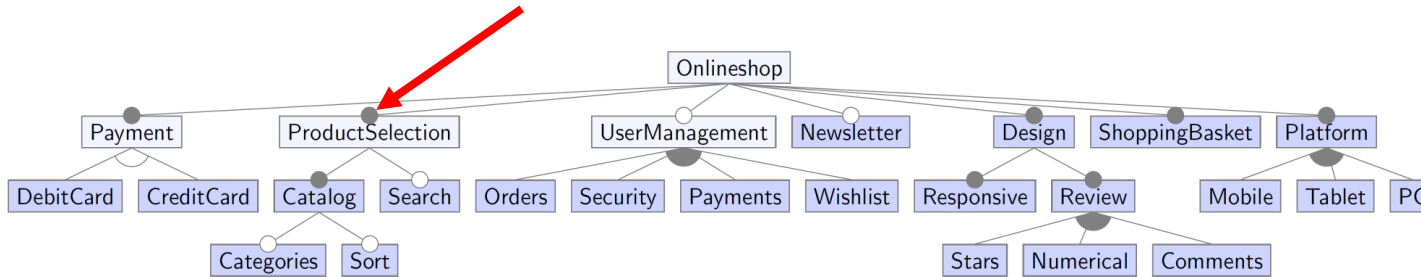 Onlineshop
Payment ProductSelection UserManagement Newsletter Design ShoppingBasket Platform
DebitCard CreditCard Catalog Search Orders Security Payments Wishlist Responsive Review Mobile Tablet PC
Categories Sort Stars Numerical Comments